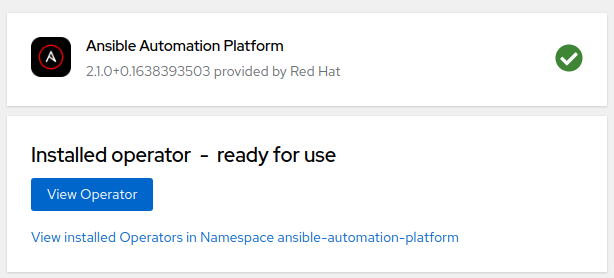 Ansible Automation Platform
2.1.0+0.1638393503 provided by Red Hat
Installed operator - ready for use
View Operator
View installed Operators in Namespace ansible-automation-platform